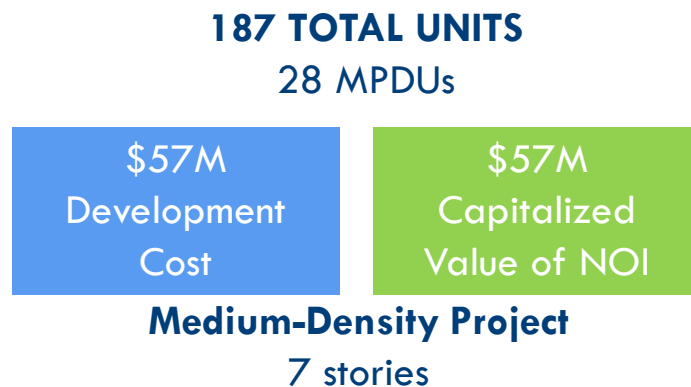 187 TOTAL UNITS
28 MPDUs
$57M
Development
Cost
$57M
Capitalized
Value of NOI
Medium-Density Project
7 stories